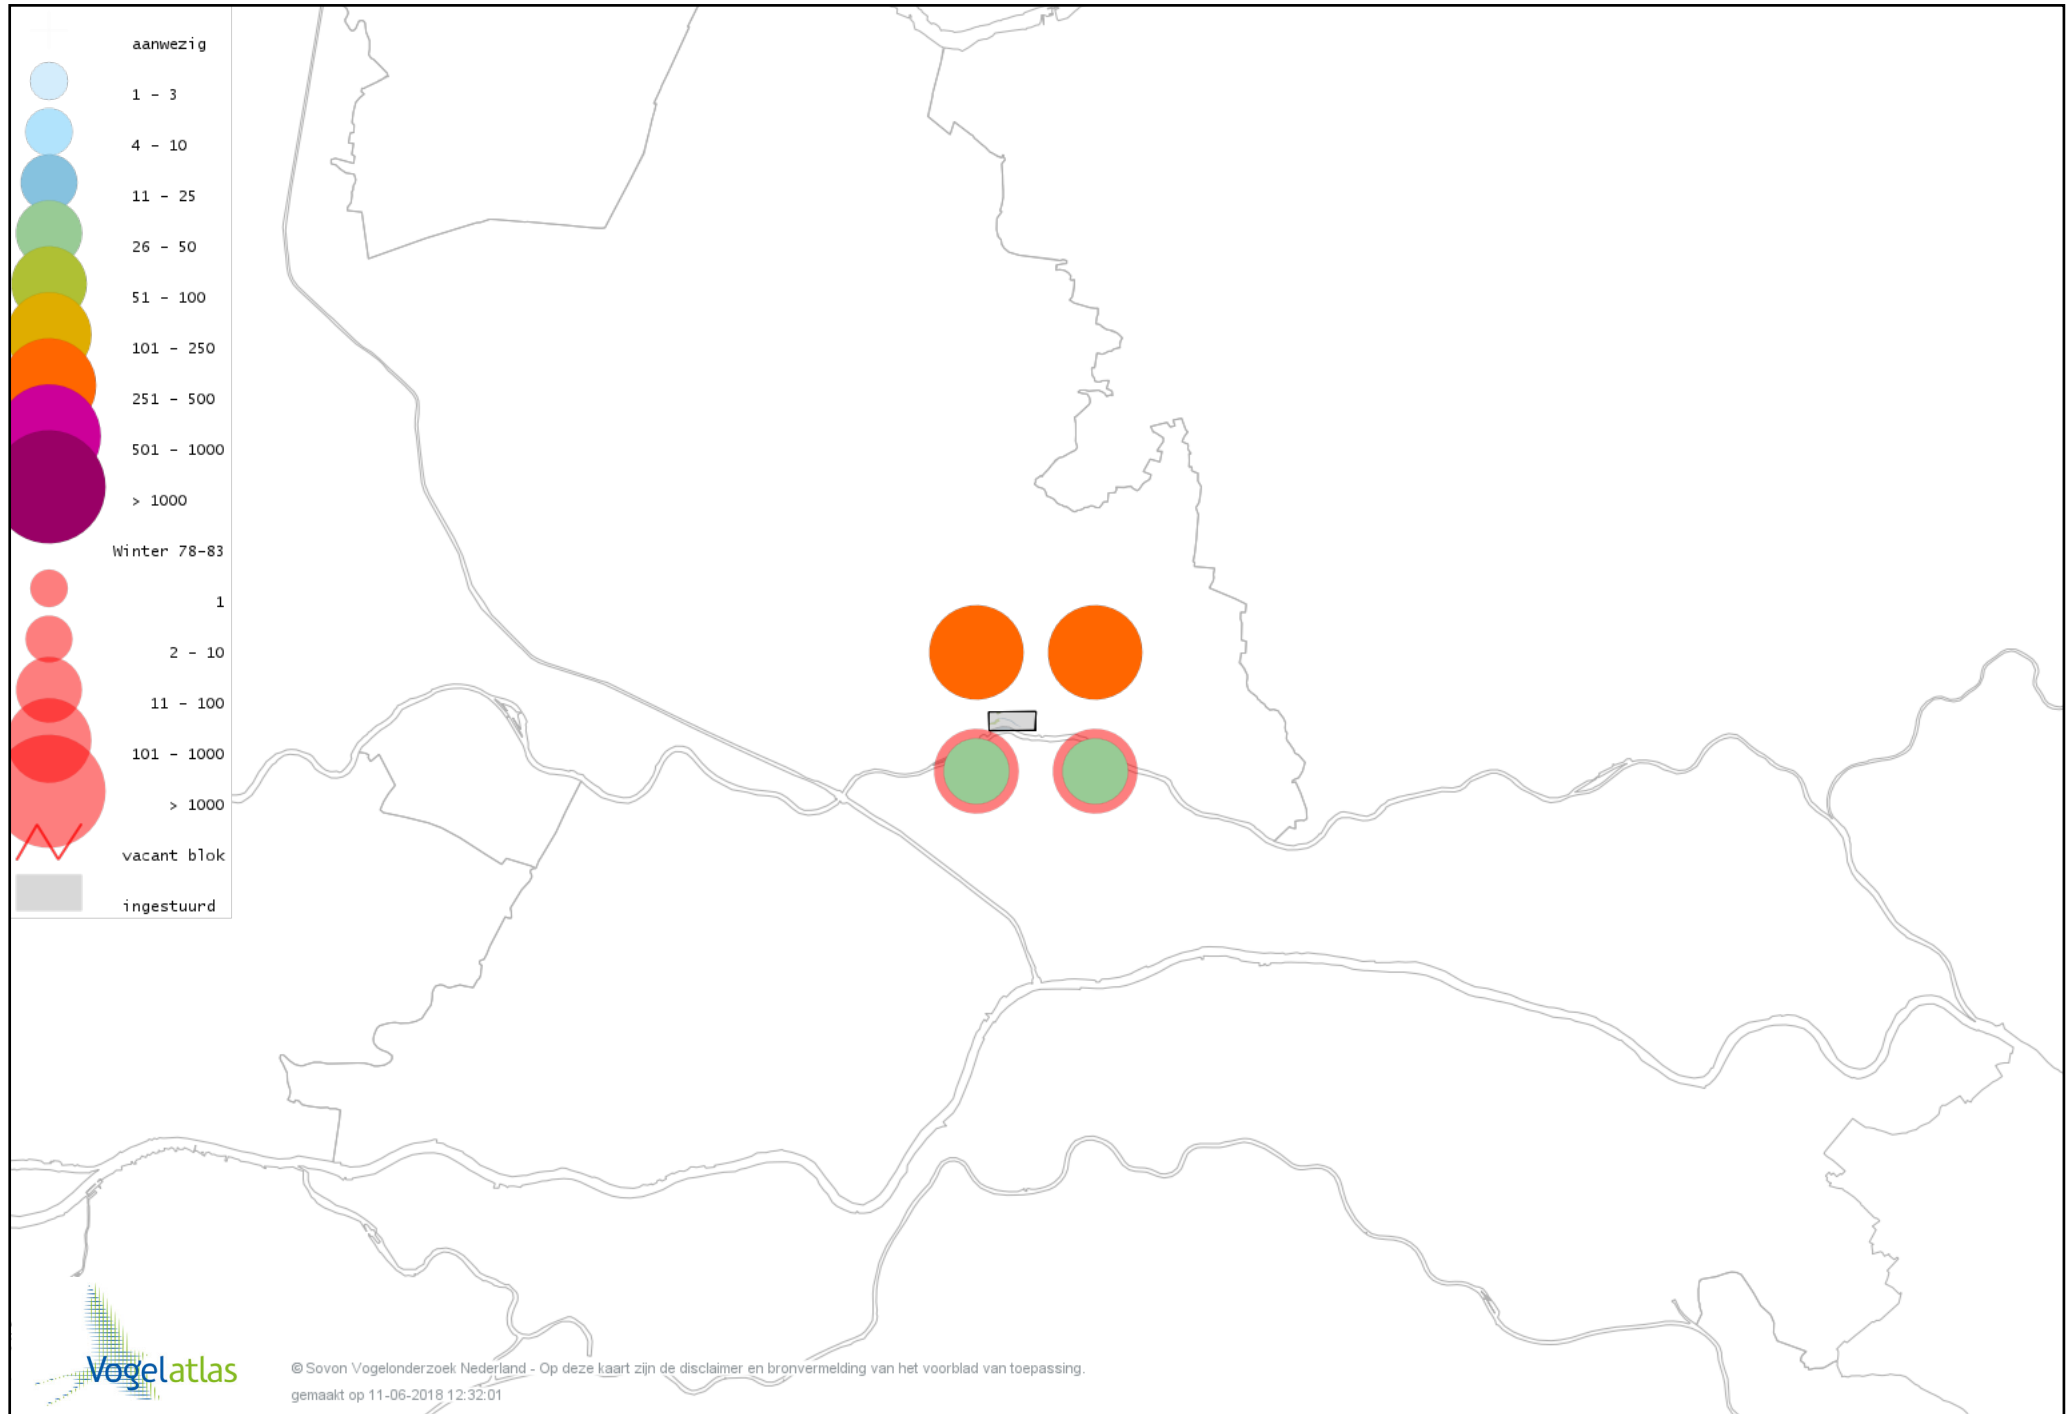 aanwezig
1 - 3
4 - 10
11 - 25
26 - 50
51 - 100
101 - 250
251 - 500
501 - 1000
> 1000
Winter 78-83
1
2 - 10
11 - 100
101 - 1000
> 1000
vacant blok
ingestuurd
Vogelatlas
© Sovon Vogelonderzoek Nederland - Op deze kaart zijn de disclaimer en bronvermelding van het voorblad van toepassing.
gemaakt op 11-06-2018 12:32:01